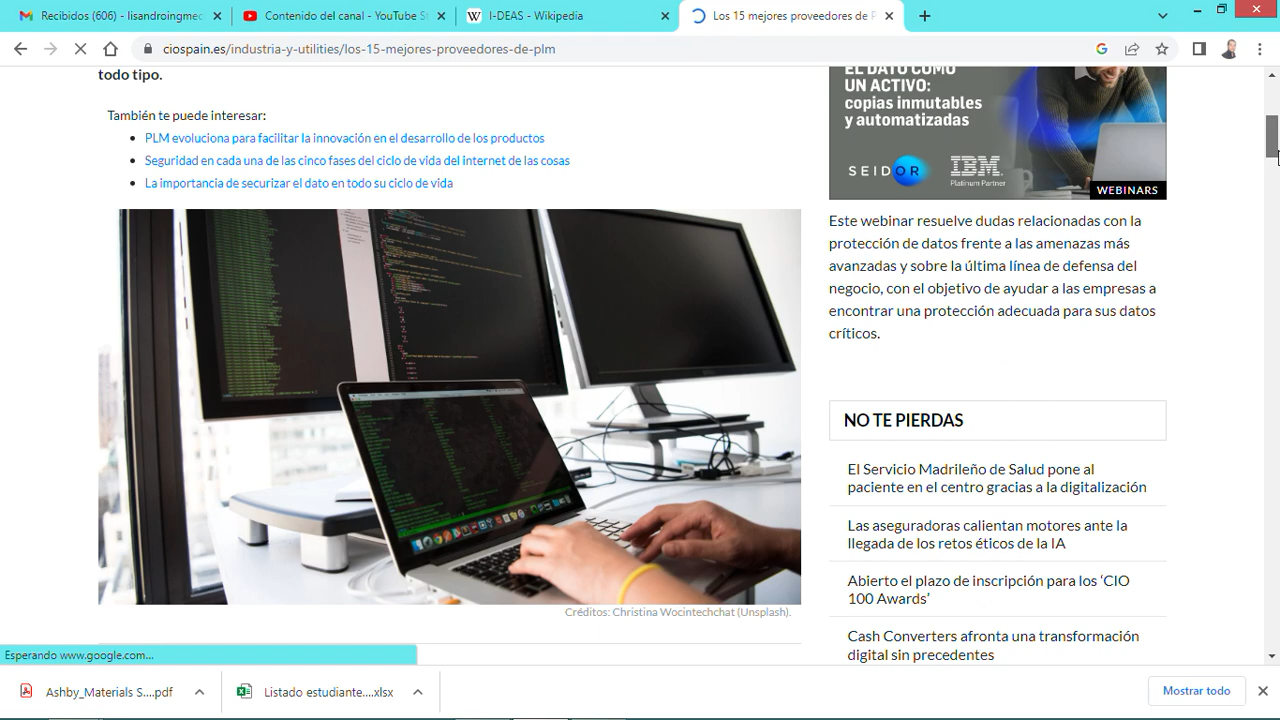 Recibidos (606) - lisandroingmec
Contenido del canal - YouTube St
I-DEAS - Wikipedia
Los 15 mejores proveedores de P
ciospain.es/industria-y-utilities/los-15-mejores-proveedores-de-plm
todo tipo.
También te puede interesar:
PLM evoluciona para facilitar la innovación en el desarrollo de los productos
Seguridad en cada una de las cinco fases del ciclo de vida del internet de las cosas
La importancia de securizar el dato en todo su ciclo de vida
Créditos: Christina Wocintechchat (Unsplash).
EL DATO COMO
UN ACTIVO:
copias inmutables
y automatizadas
SEIDOR
IBM
Platinum Partner
WEBINARS
Este webinar resuelve dudas relacionadas con la
protección de datos frente a las amenazas más
avanzadas y sobre la última línea de defensa del
negocio, con el objetivo de ayudar a las empresas a
encontrar una protección adecuada para sus datos
críticos.
NO TE PIERDAS
El Servicio Madrileño de Salud pone al
paciente en el centro gracias a la digitalización
Las aseguradoras calientan motores ante la
llegada de los retos éticos de la IA
Abierto el plazo de inscripción para los ‘CIO
100 Awards’
Cash Converters afronta una transformación
digital sin precedentes
Esperando www.google.com...
Ashby_Materials S....pdf
Listado estudiante....xlsx
Mostrar todo